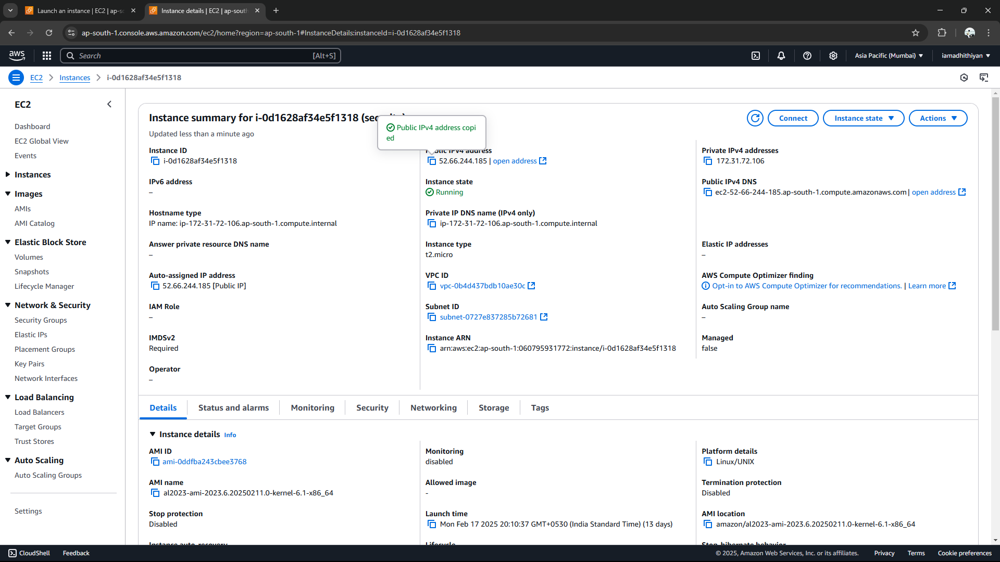 Launch an instance | EC2 | ap-s
Instance details | EC2 | ap-sout
ap-south-1.console.aws.amazon.com/ec2/home?region=ap-south-1#InstanceDetails:instanceId=i-0d1628af34e5f1318
aws
Search
[Alt+S]
Asia Pacific (Mumbai)
iamadhithiyan
EC2
Instances
i-0d1628af34e5f1318
EC2
Dashboard
EC2 Global View
Events
Instances
Images
AMIs
AMI Catalog
Elastic Block Store
Volumes
Snapshots
Lifecycle Manager
Network & Security
Security Groups
Elastic IPs
Placement Groups
Key Pairs
Network Interfaces
Load Balancing
Load Balancers
Target Groups
Trust Stores
Auto Scaling
Auto Scaling Groups
Settings
Instance summary for i-0d1628af34e5f1318
Updated less than a minute ago
Public IPv4 address copi
ed
Connect
Instance state
Actions
Instance ID
i-0d1628af34e5f1318
Public IPv4 address
52.66.244.185 | open address
Private IPv4 addresses
172.31.72.106
IPv6 address
–
Instance state
Running
Public IPv4 DNS
ec2-52-66-244-185.ap-south-1.compute.amazonaws.com | open address
Hostname type
IP name: ip-172-31-72-106.ap-south-1.compute.internal
Private IP DNS name (IPv4 only)
ip-172-31-72-106.ap-south-1.compute.internal
Answer private resource DNS name
–
Instance type
t2.micro
Elastic IP addresses
–
Auto-assigned IP address
52.66.244.185 [Public IP]
VPC ID
vpc-0b4d437bdb10ae30c
AWS Compute Optimizer finding
Opt-in to AWS Compute Optimizer for recommendations. | Learn more
IAM Role
–
Subnet ID
subnet-0727e837285b72681
Auto Scaling Group name
–
IMDSv2
Required
Instance ARN
arn:aws:ec2:ap-south-1:060795931772:instance/i-0d1628af34e5f1318
Managed
false
Operator
–
Details
Status and alarms
Monitoring
Security
Networking
Storage
Tags
Instance details Info
AMI ID
ami-0ddfba243cbee3768
Monitoring
disabled
Platform details
Linux/UNIX
AMI name
al2023-ami-2023.6.20250211.0-kernel-6.1-x86_64
Allowed image
-
Termination protection
Disabled
Stop protection
Disabled
Launch time
Mon Feb 17 2025 20:10:37 GMT+0530 (India Standard Time) (13 days)
AMI location
amazon/al2023-ami-2023.6.20250211.0-kernel-6.1-x86_64
Instance auto-recovery
Lifecycle
Stop-hibernate behavior
CloudShell
Feedback
© 2025, Amazon Web Services, Inc. or its affiliates.
Privacy
Terms
Cookie preferences